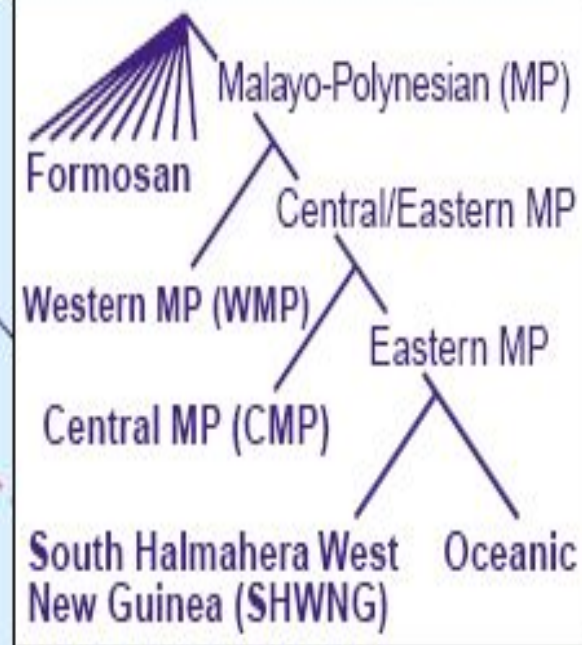 Malayo-Polynesian (MP)
Formosan
Central/Eastern MP
Western MP (WMP)
Eastern MP
Central MP (CMP)
South Halmahera West
New Guinea (SHWNG)
Oceanic